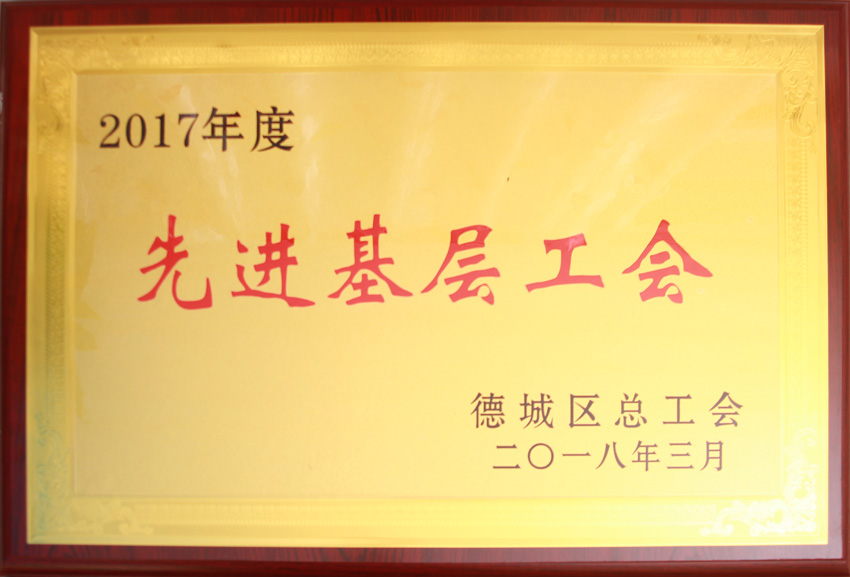 2017年度
先进基层工会
德城区总工会
二〇一八年三月